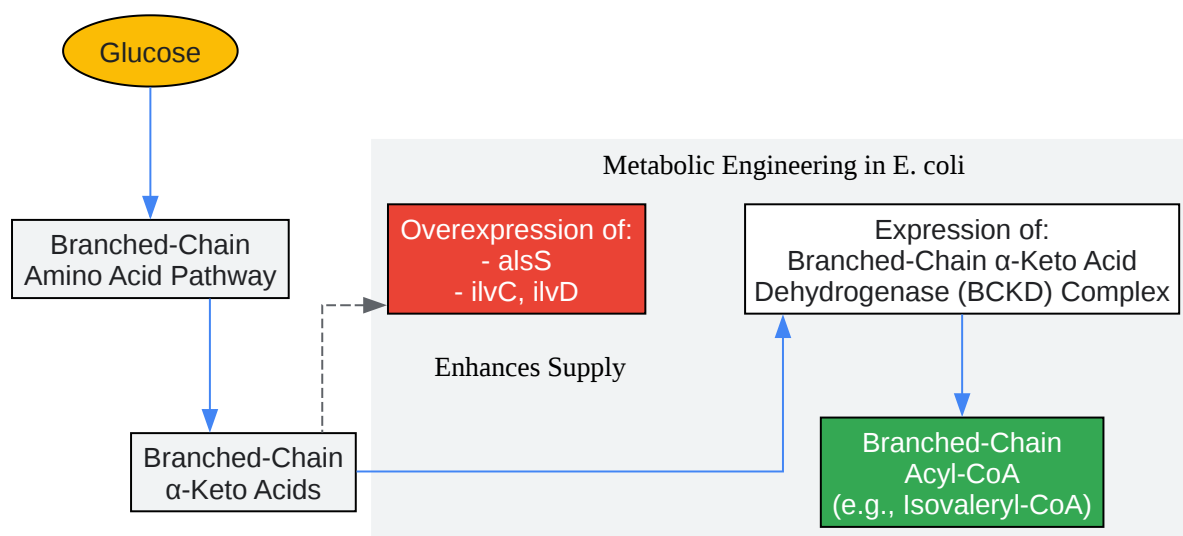 Glucose
Metabolic Engineering in E. coli
Overexpression of:
- alsS
- ilvC, ilvD
Expression of:
Branched-Chain α-Keto Acid
Dehydrogenase (BCKD) Complex
Branched-Chain
Amino Acid Pathway
Enhances Supply
Branched-Chain
α-Keto Acids
Branched-Chain
Acyl-CoA
(e.g., Isovaleryl-CoA)